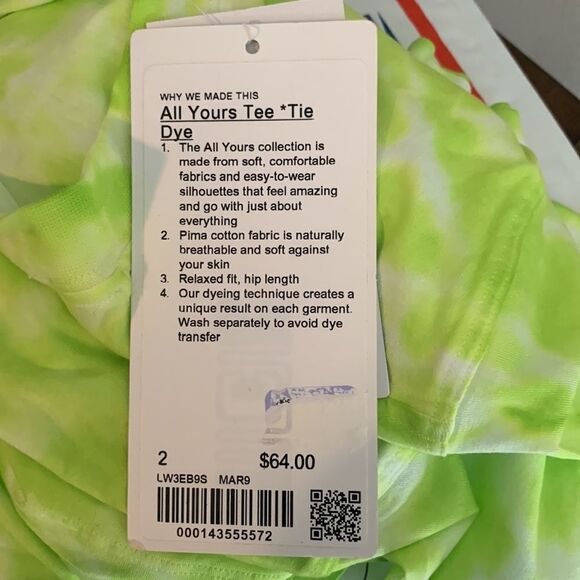 WHY WE MADE THIS
All Yours Tee *Tie
Dye
1. The All Yours collection is
made from soft, comfortable
fabrics and easy-to-wear
silhouettes that feel amazing
and go with just about
everything
2. Pima cotton fabric is naturally
breathable and soft against
your skin
3. Relaxed fit, hip length
4. Our dyeing technique creates a
unique result on each garment.
Wash separately to avoid dye
transfer
2 $64.00
LW3EB9S MAR9
000143555572